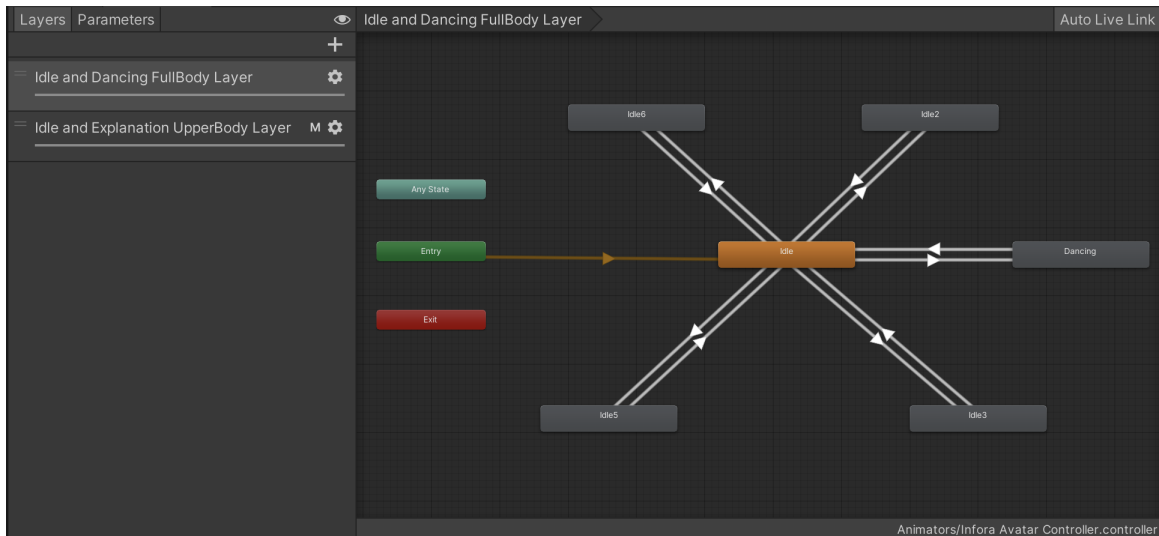 Layers Parameters
Idle and Dancing FullBody Layer
Auto Live Link
Idle and Dancing FullBody Layer
Idle and Explanation UpperBody Layer M
Idle6
Idle2
Any State
Entry
Idle
Dancing
Exit
Idle5
Idle3
Animators/Infora Avatar Controller.controller